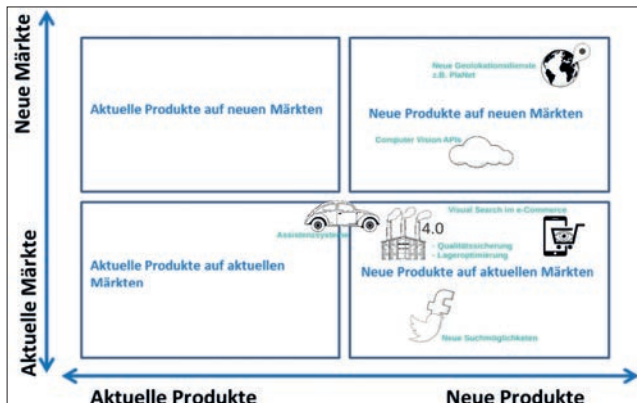 Neue Märkte
Aktuelle Märkte
Aktuelle Produkte auf neuen Märkten
Neue Geolokationsdienste
z.B. PlaNet
Neue Produkte auf neuen Märkten
Computer Vision APIs
Assistenzsysteme
Visual Search im e-Commerce
4.0
- Qualitätssicherung
- Lageroptimierung
Aktuelle Produkte auf aktuellen
Märkten
Neue Produkte auf aktuellen Märkten
Neue Suchmöglichkeiten
Aktuelle Produkte
Neue Produkte